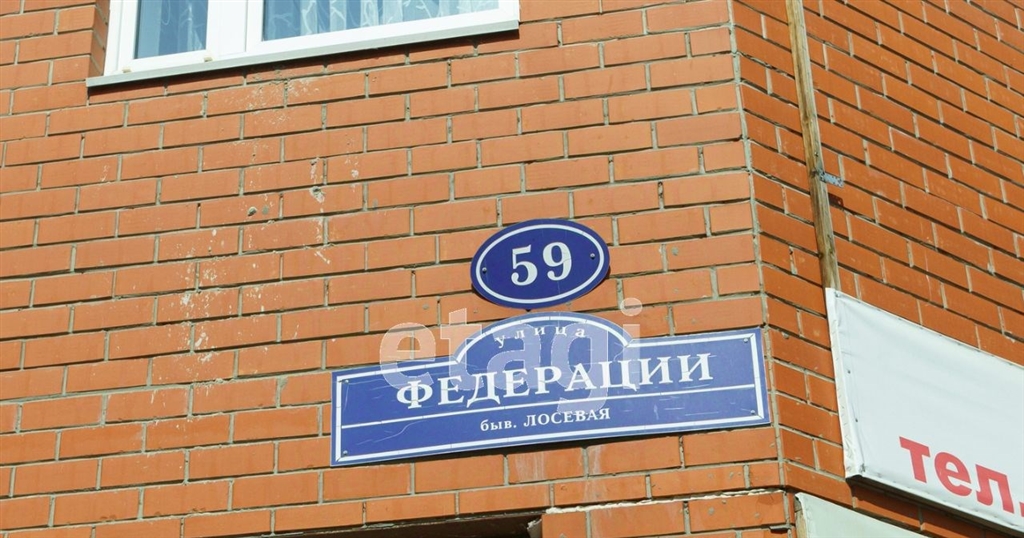 59
улица
ФЕДЕРАЦИИ
быв. ЛОСЕВАЯ
etagi
тел.